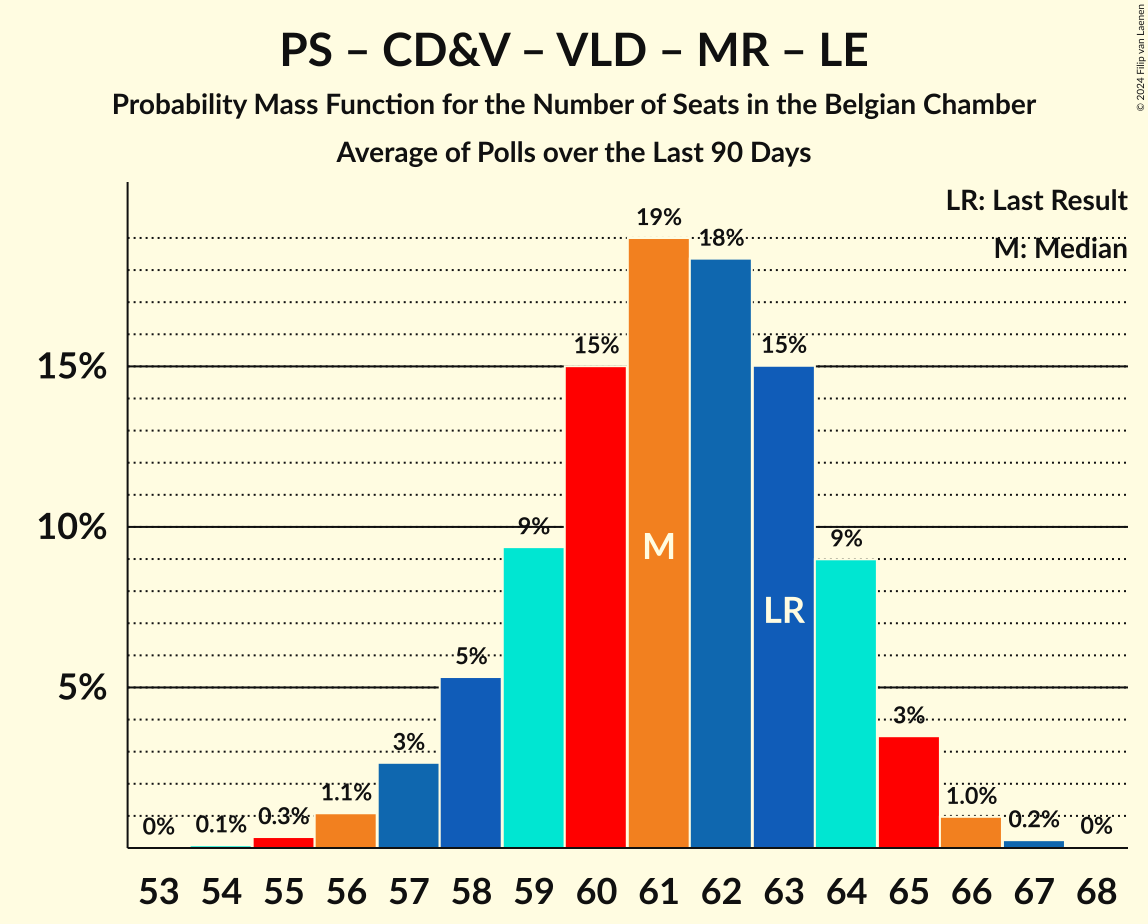 PS – CD&V – VLD – MR – LE
Probability Mass Function for the Number of Seats in the Belgian Chamber
Average of Polls over the Last 90 Days
© 2024 Filip van Laenen
LR: Last Result
M: Median
15%
10%
5%
0%
0.1%
0.3%
1.1%
3%
5%
9%
15%
19%
18%
15%
9%
3%
1.0%
0.2%
0%
M
LR
53 54 55 56 57 58 59 60 61 62 63 64 65 66 67 68